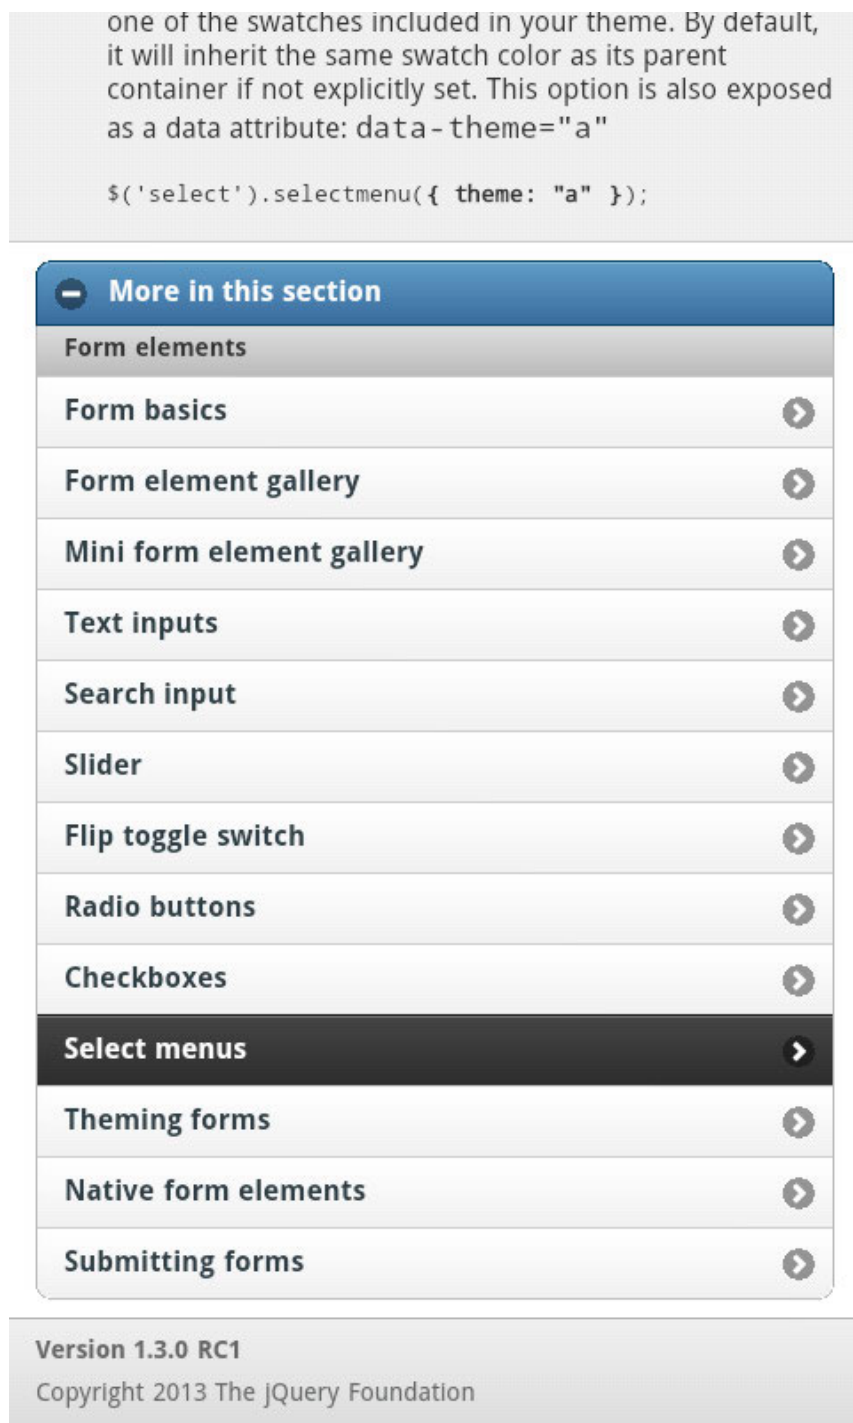 one of the swatches included in your theme. By default,
it will inherit the same swatch color as its parent
container if not explicitly set. This option is also exposed
as a data attribute: data-theme="a"
$('select').selectmenu({ theme: "a" });
More in this section
Form elements
Form basics
Form element gallery
Mini form element gallery
Text inputs
Search input
Slider
Flip toggle switch
Radio buttons
Checkboxes
Select menus
Theming forms
Native form elements
Submitting forms
Version 1.3.0 RC1
Copyright 2013 The jQuery Foundation